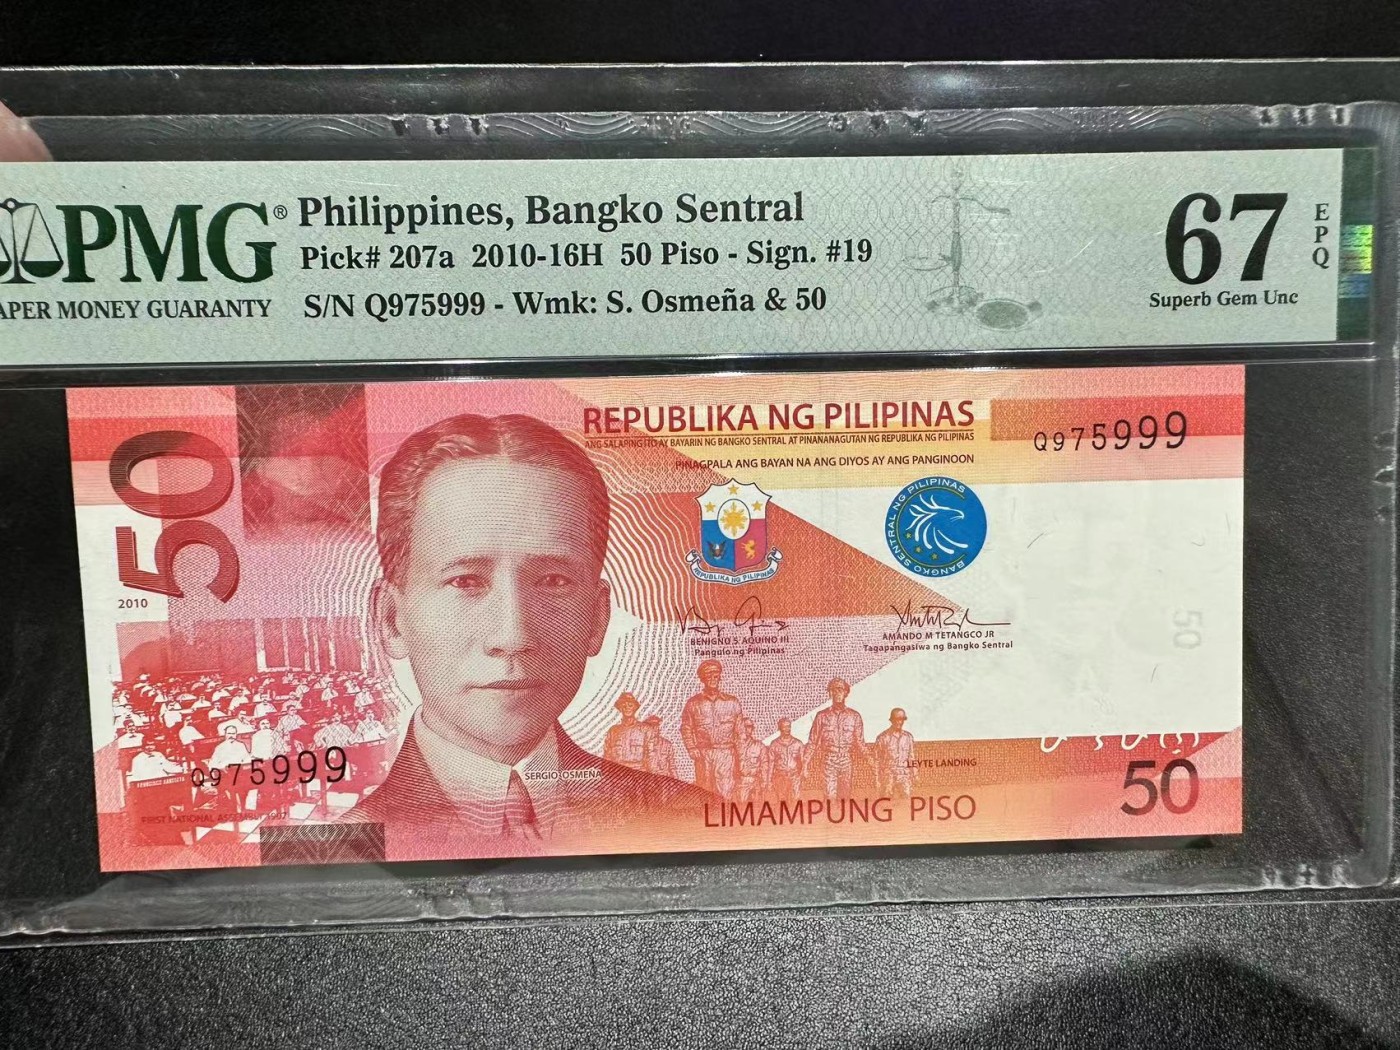 PMG®
APER MONEY GUARANTY
Philippines, Bangko Sentral
Pick# 207a 2010-16H 50 Piso - Sign. #19
S/N Q975999 - Wmk: S. Osmeña & 50
67
EPQ
Superb Gem Unc
50
REPUBLIKA NG PILIPINAS
ANG SALAPING ITO AY BAYARIN NG BANGKO SENTRAL AT PINANANAGUTAN NG REPUBLIKA NG PILIPINAS
PINAGPALA ANG BAYAN NA ANG DIYOS AY ANG PANGINOON
Q975999
REPUBLIKA NG PILIPINAS
BANGKO SENTRAL NG PILIPINAS
2010
BENIGNO S AQUINO III
Pangulo ng Pilipinas
AMANDO M TETANGCO JR
Tagapangasiwa ng Bangko Sentral
50
Q975999
SERGIO OSMEÑA
LEYTE LANDING
FIRST NATIONAL ASSEMBLY 1907
LIMAMPUNG PISO
50